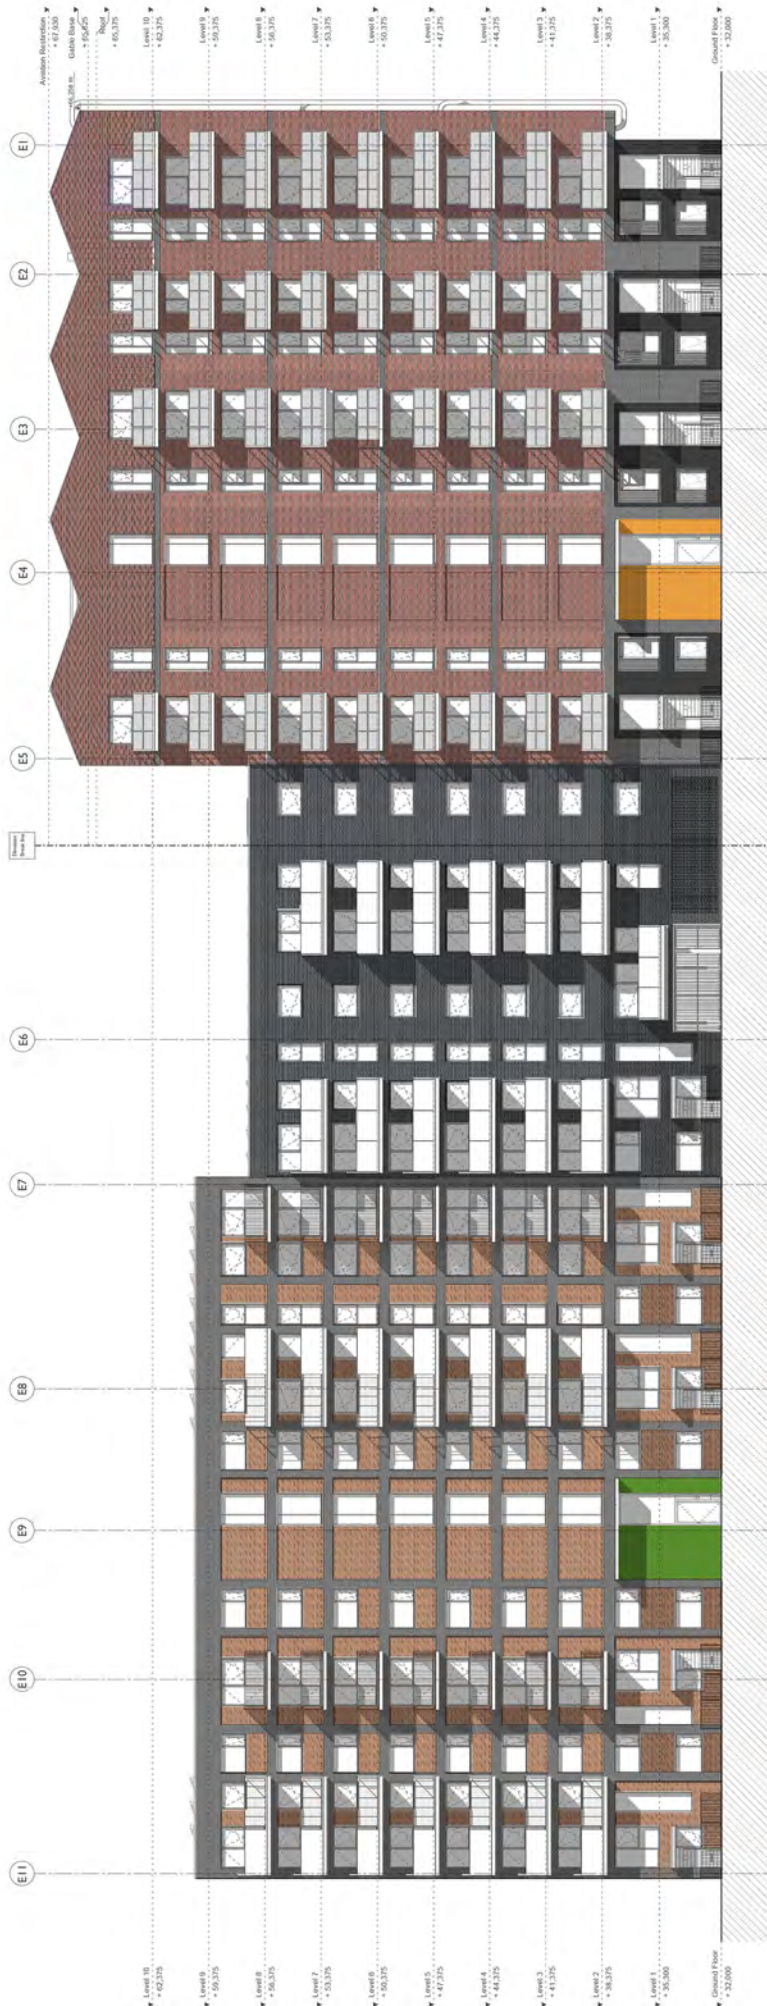 Aviation Restriction
+ 67,930
Gable Base
+ 65,825
Roof
+ 65,375
Level 10
+ 62,375
Level 9
+ 59,375
Level 8
+ 56,375
Level 7
+ 53,375
Level 6
+ 50,375
Level 5
+ 47,375
Level 4
+ 44,375
Level 3
+ 41,375
Level 2
+ 38,375
Level 1
+ 35,300
Ground Floor
+ 32,000
E1
E2
E3
E4
E5
Elevation
Break line
E6
E7
E8
E9
E10
E11
Level 10
+ 62,375
Level 9
+ 59,375
Level 8
+ 56,375
Level 7
+ 53,375
Level 6
+ 50,375
Level 5
+ 47,375
Level 4
+ 44,375
Level 3
+ 41,375
Level 2
+ 38,375
Level 1
+ 35,300
Ground Floor
+ 32,000